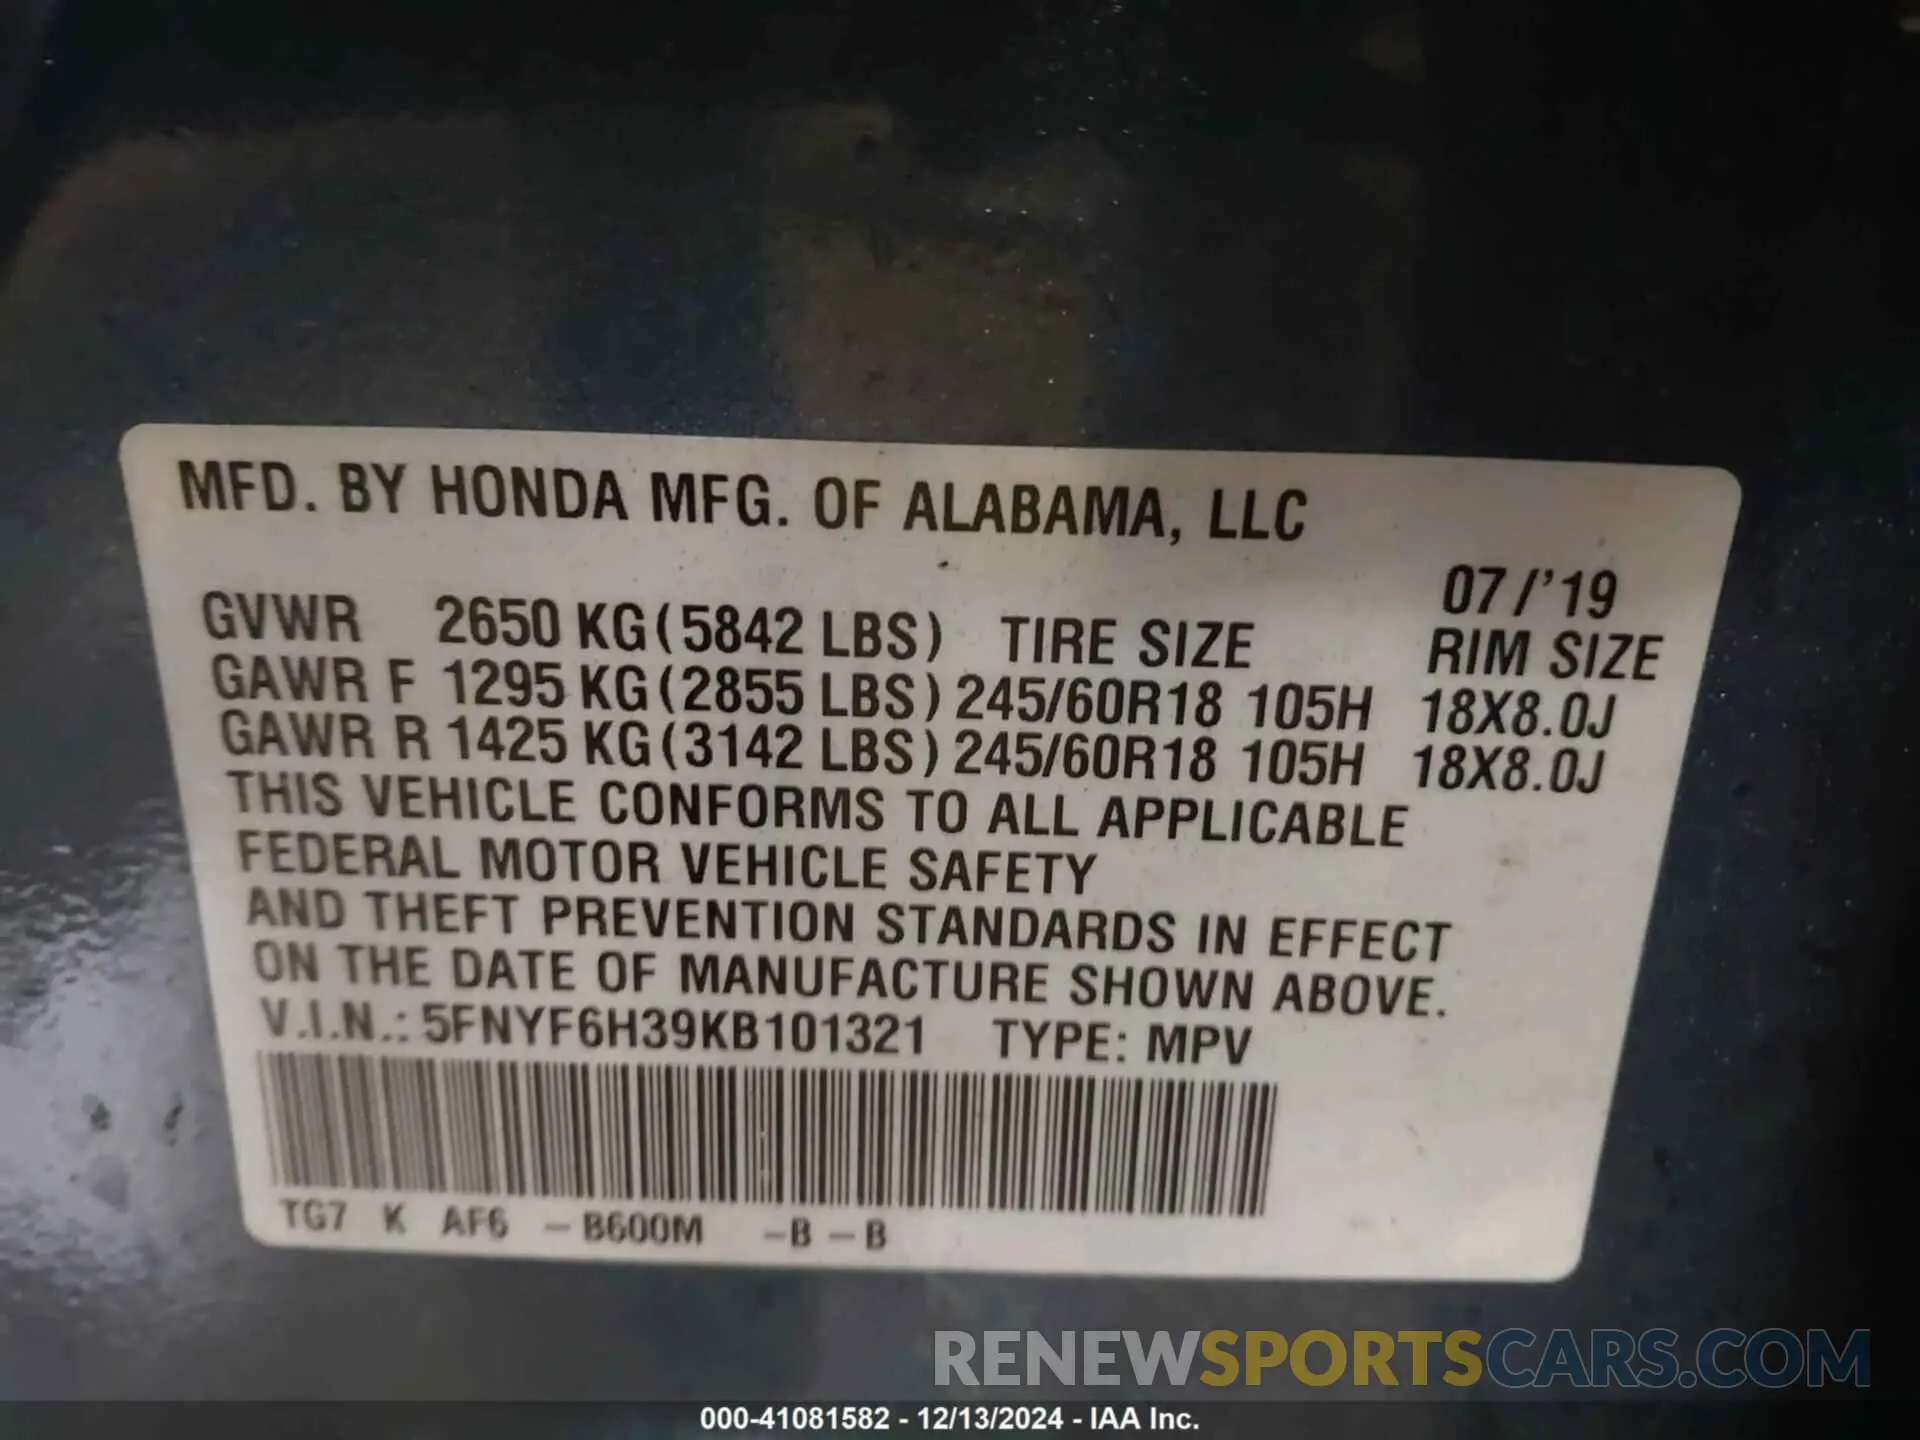 MFD. BY HONDA MFG. OF ALABAMA, LLC
07/'19
GVWR 2650 KG(5842 LBS) TIRE SIZE RIM SIZE
GAWR F 1295 KG(2855 LBS) 245/60R18 105H 18X8.0J
GAWR R 1425 KG(3142 LBS) 245/60R18 105H 18X8.0J
THIS VEHICLE CONFORMS TO ALL APPLICABLE
FEDERAL MOTOR VEHICLE SAFETY
AND THEFT PREVENTION STANDARDS IN EFFECT
ON THE DATE OF MANUFACTURE SHOWN ABOVE.
V.I.N.: 5FNYF6H39KB101321 TYPE: MPV
TG7 K AF6 - B600M - B - B
RENEWSPORTSCARS.COM
000-41081582 - 12/13/2024 - IAA Inc.